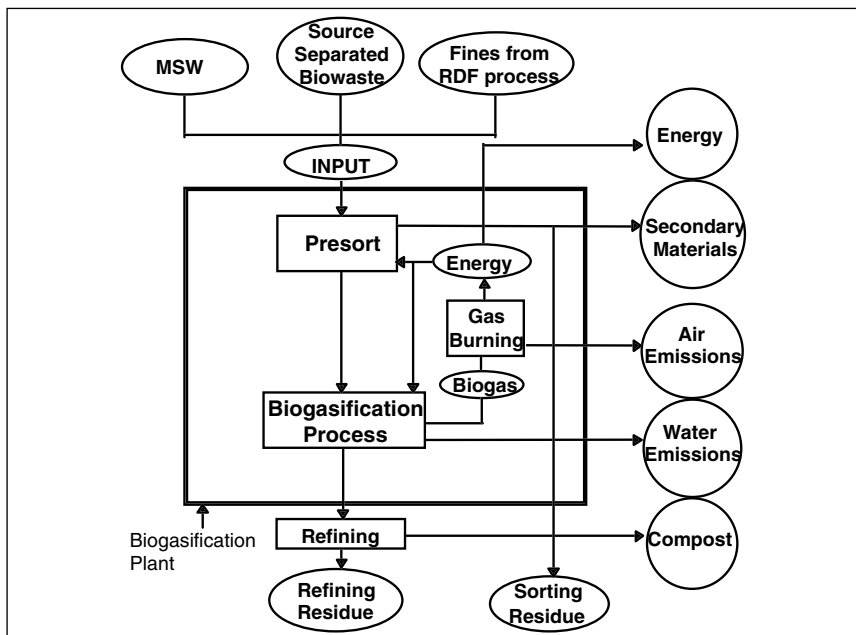 MSW
Source
Separated
Biowaste
Fines from
RDF process
INPUT
Energy
Presort
Secondary
Materials
Energy
Gas
Burning
Air
Emissions
Biogas
Biogasification
Process
Water
Emissions
Biogasification
Plant
Refining
Compost
Refining
Residue
Sorting
Residue